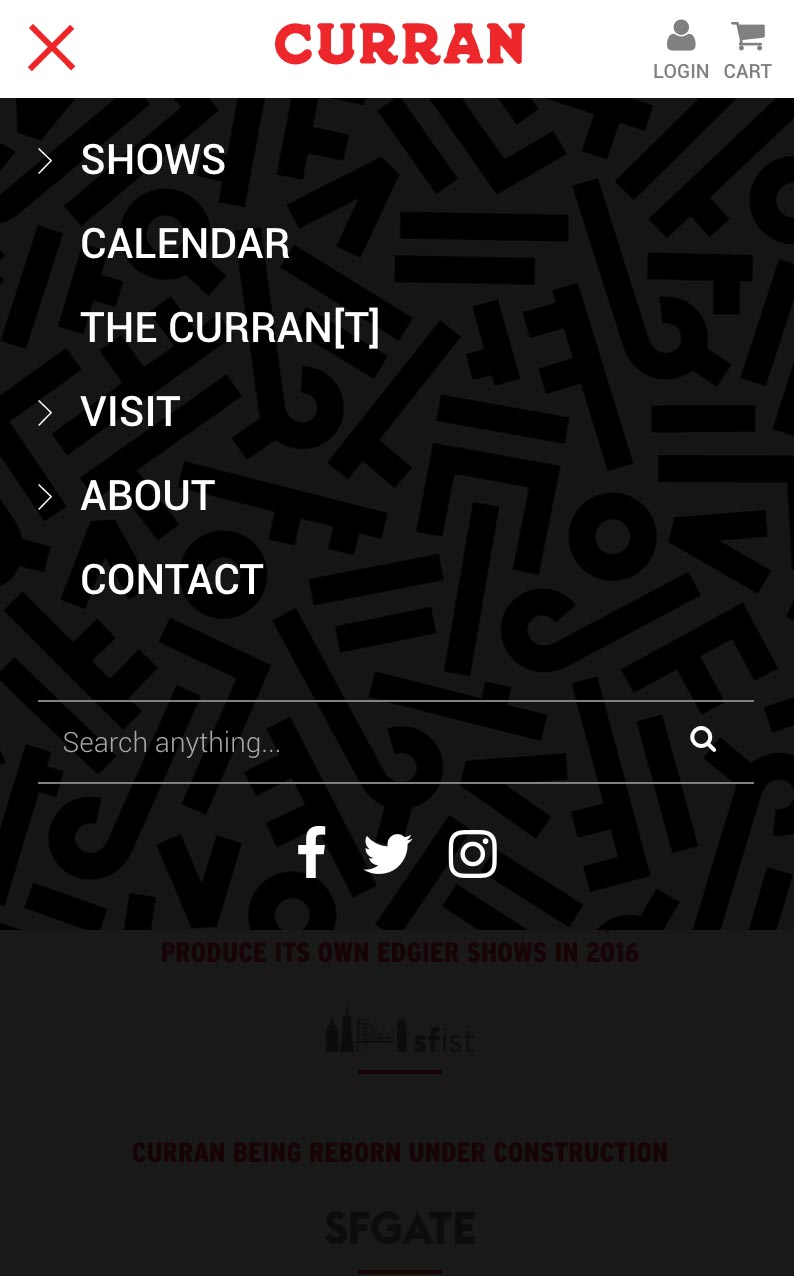 CURRAN
LOGIN CART
SHOWS
CALENDAR
THE CURRAN[T]
VISIT
ABOUT
CONTACT
Search anything...
PRODUCE ITS OWN EDGIER SHOWS IN 2016
sfist
CURRAN BEING REBORN UNDER CONSTRUCTION
SFGATE